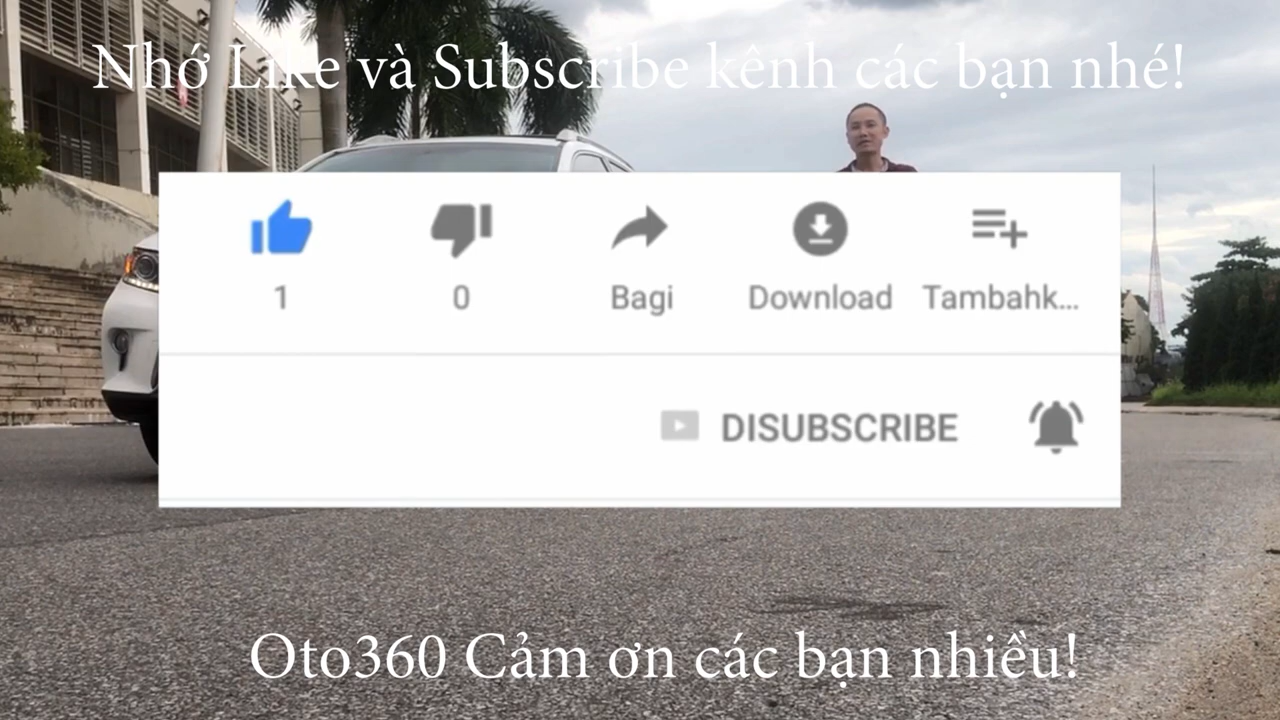 Nhớ Like và Subscribe kênh các bạn nhé!
1 0 Bagi Download Tambahk...
DISUBSCRIBE
Oto360 Cảm ơn các bạn nhiều!